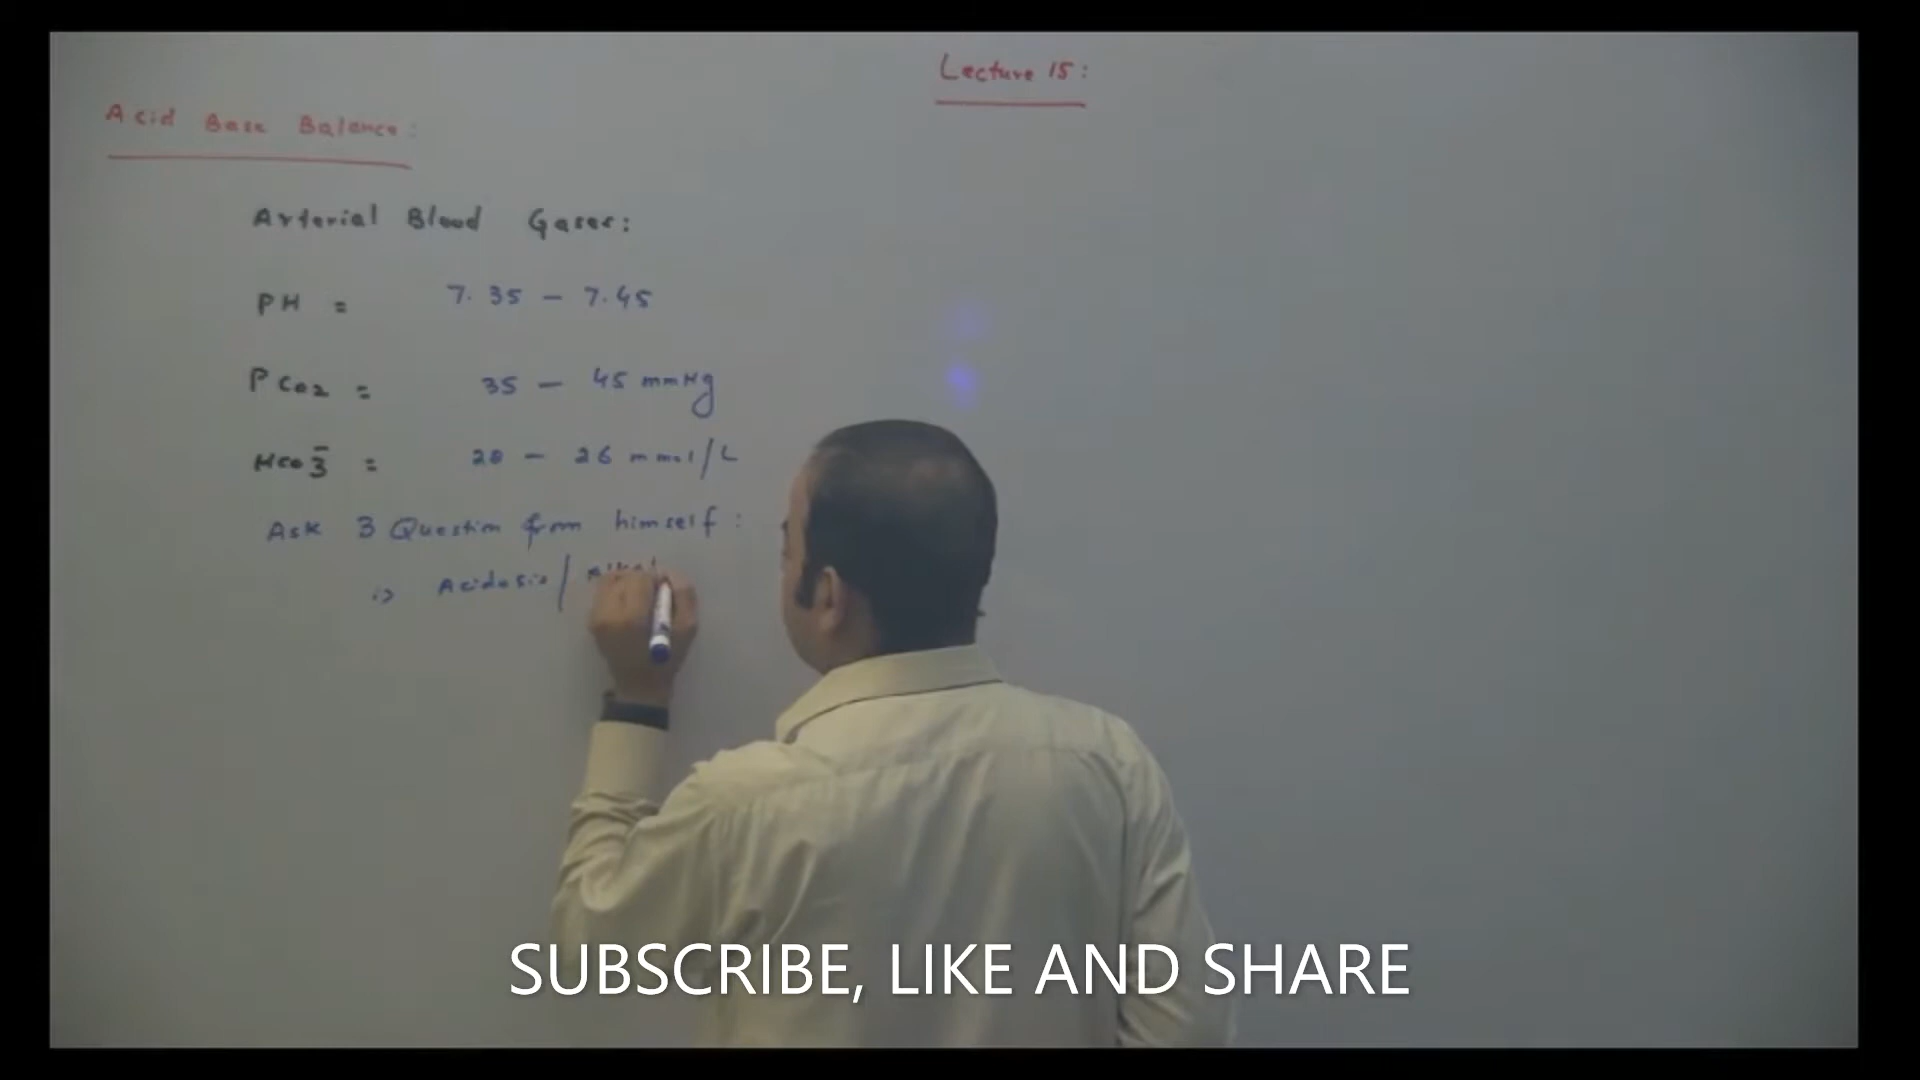 Lecture 15:
Acid Base Balance:
Arterial Blood Gases:
PH = 7.35 – 7.45
PCO2 = 35 – 45 mmHg
HCO3̄ = 20 – 26 mmol/L
Ask 3 Question from himself:
i> Acidosis/ Alkal
SUBSCRIBE, LIKE AND SHARE